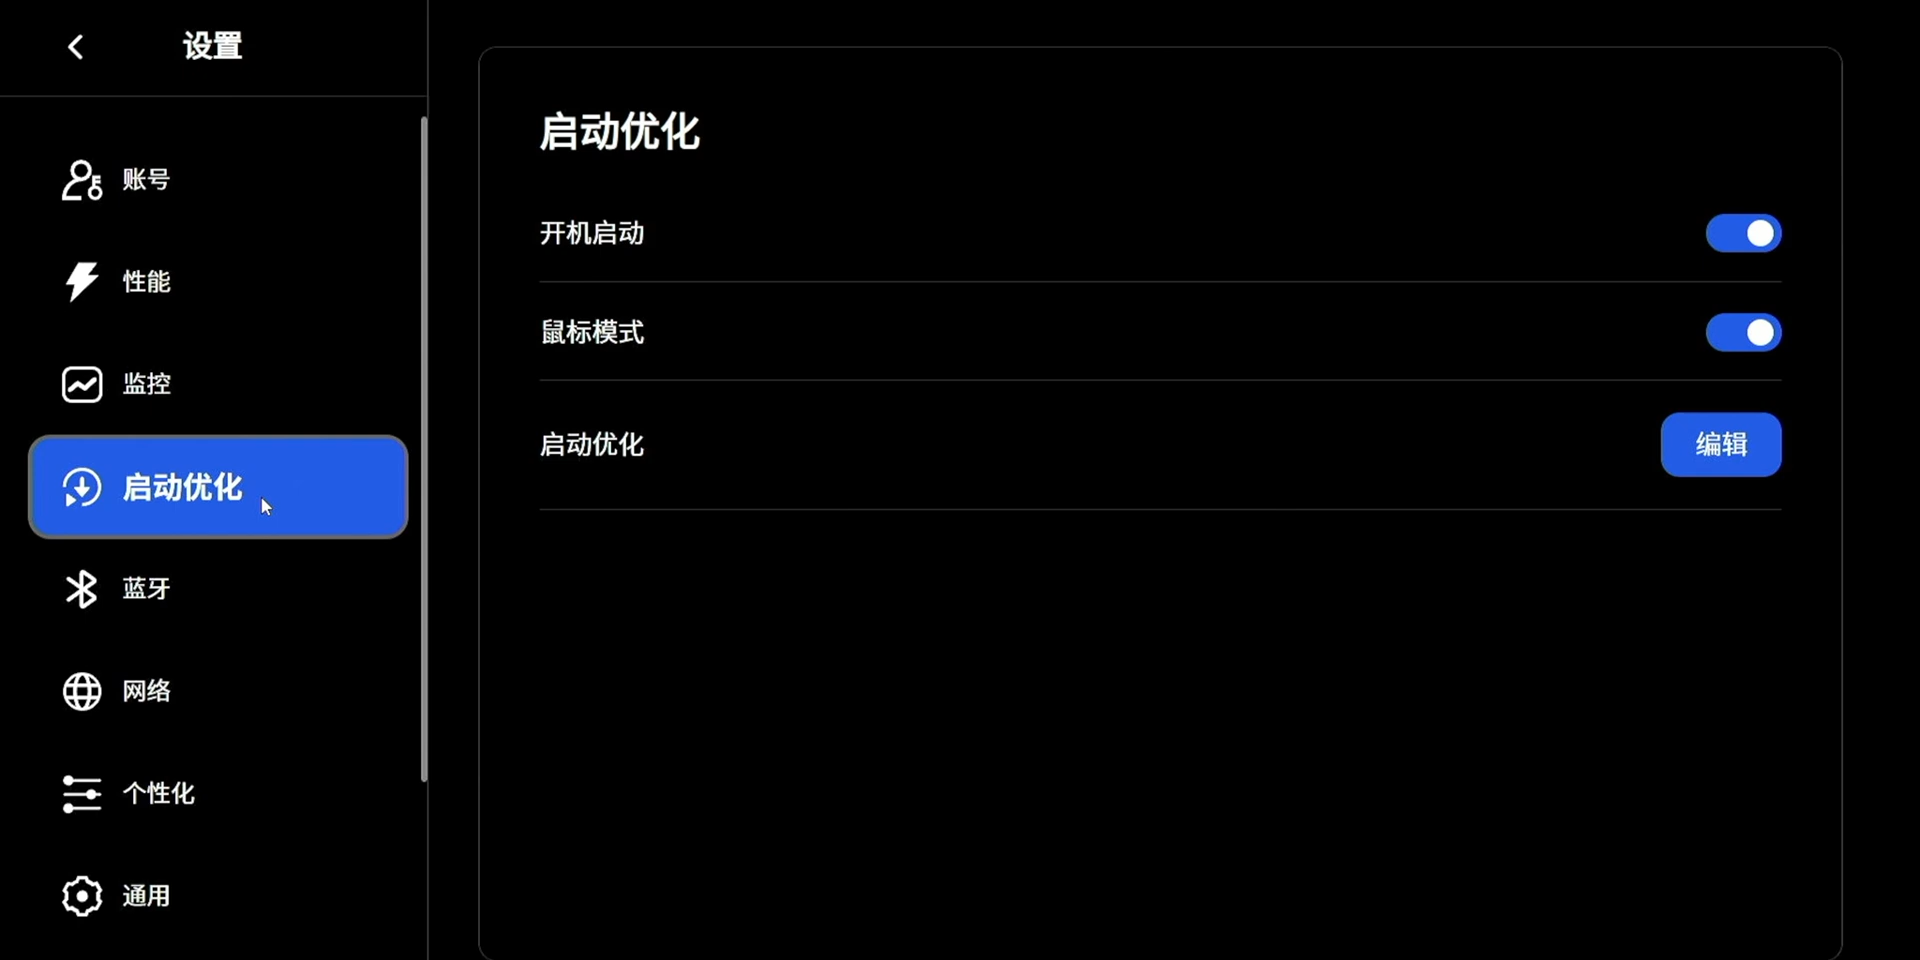 设置
账号
性能
监控
启动优化
蓝牙
网络
个性化
通用
启动优化
开机启动
鼠标模式
启动优化
编辑